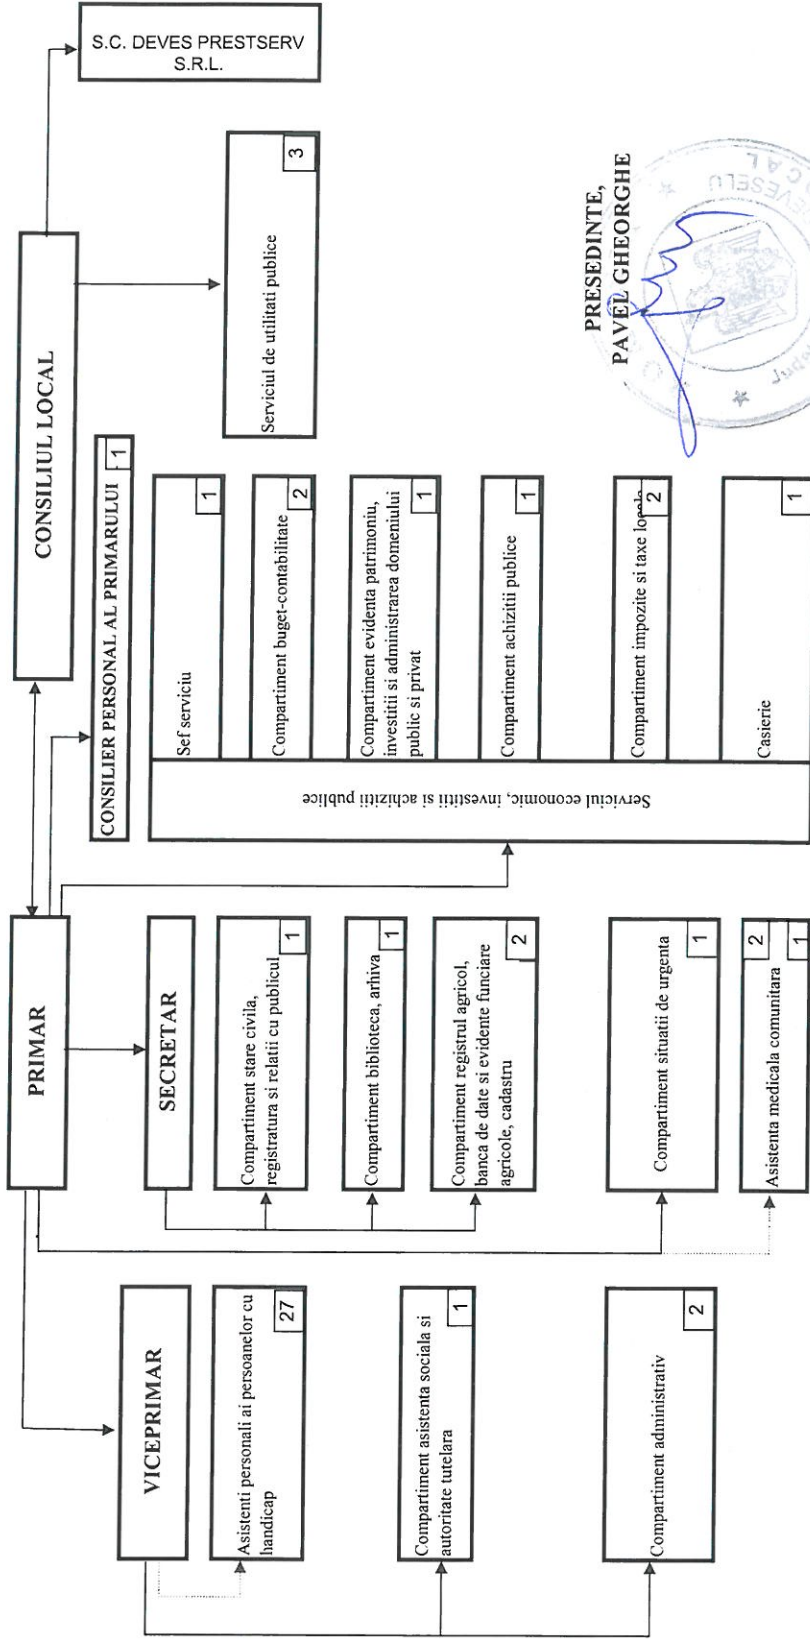 PRIMAR
CONSILIUL LOCAL
S.C. DEVES PRESTSERV
S.R.L.
VICEPRIMAR
SECRETAR
CONSILIER PERSONAL AL PRIMARULUI
1
Asistenti personali ai persoanelor cu
handicap
27
Compartiment asistenta sociala si
autoritate tutelara
1
Compartiment administrativ
2
Compartiment stare civila,
registratura si relatii cu publicul
1
Compartiment biblioteca, arhiva
1
Compartiment registrul agricol,
banca de date si evidente funciare
agricole, cadastru
2
Compartiment situatii de urgenta
1
Asistenta medicala comunitara
2
1
Serviciul economic, investitii si achizitii publice
Sef serviciu
1
Compartiment buget-contabilitate
2
Compartiment evidenta patrimoniu,
investitii si administrarea domeniului
public si privat
1
Compartiment achizitii publice
1
Compartiment impozite si taxe locale
2
Casierie
1
Serviciul de utilitati publice
3
PRESEDINTE,
PAVEL GHEORGHE